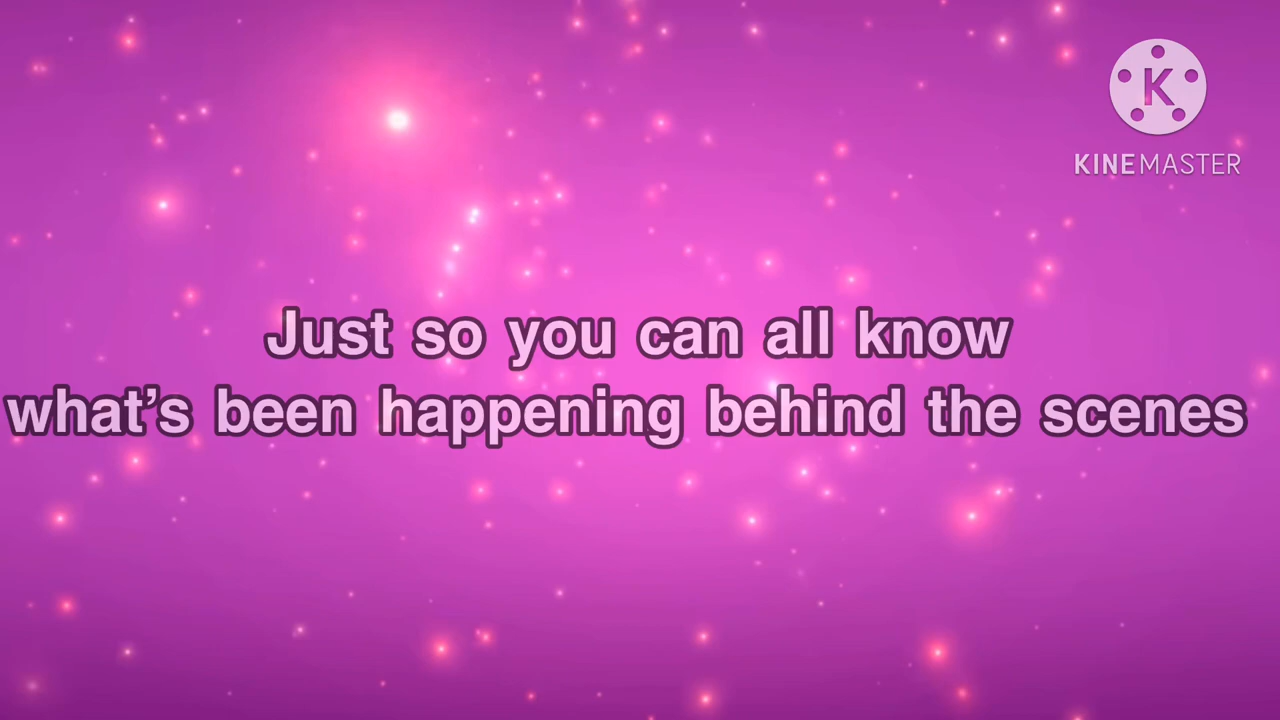 K
KINEMASTER
Just so you can all know
what’s been happening behind the scenes